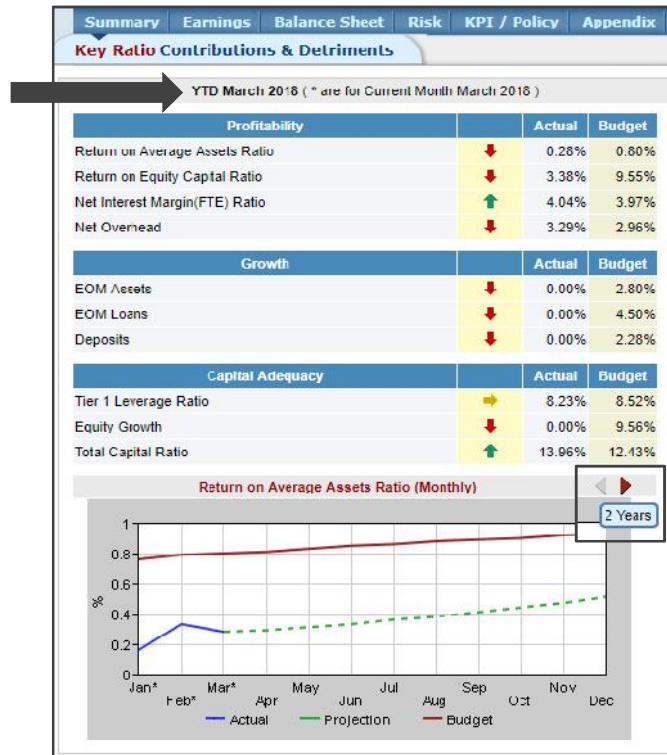 Summary Earnings Balance Sheet Risk KPI / Policy Appendix
Key Ratio Contributions & Detriments
YTD March 2018 ( * are for Current Month March 2018 )
Profitability Actual Budget
Return on Average Assets Ratio 0.28% 0.80%
Return on Equity Capital Ratio 3.38% 9.55%
Net Interest Margin(FTE) Ratio 4.04% 3.97%
Net Overhead 3.29% 2.96%
Growth Actual Budget
EOM Assets 0.00% 2.80%
EOM Loans 0.00% 4.50%
Deposits 0.00% 2.28%
Capital Adequacy Actual Budget
Tier 1 Leverage Ratio 8.23% 8.52%
Equity Growth 0.00% 9.56%
Total Capital Ratio 13.96% 12.43%
Return on Average Assets Ratio (Monthly)
2 Years
1
0.8
0.6
%
0.4
0.2
0
Jan* Mar* May Jul Sep Nov
Feb* Apr Jun Aug Oct Dec
Actual Projection Budget